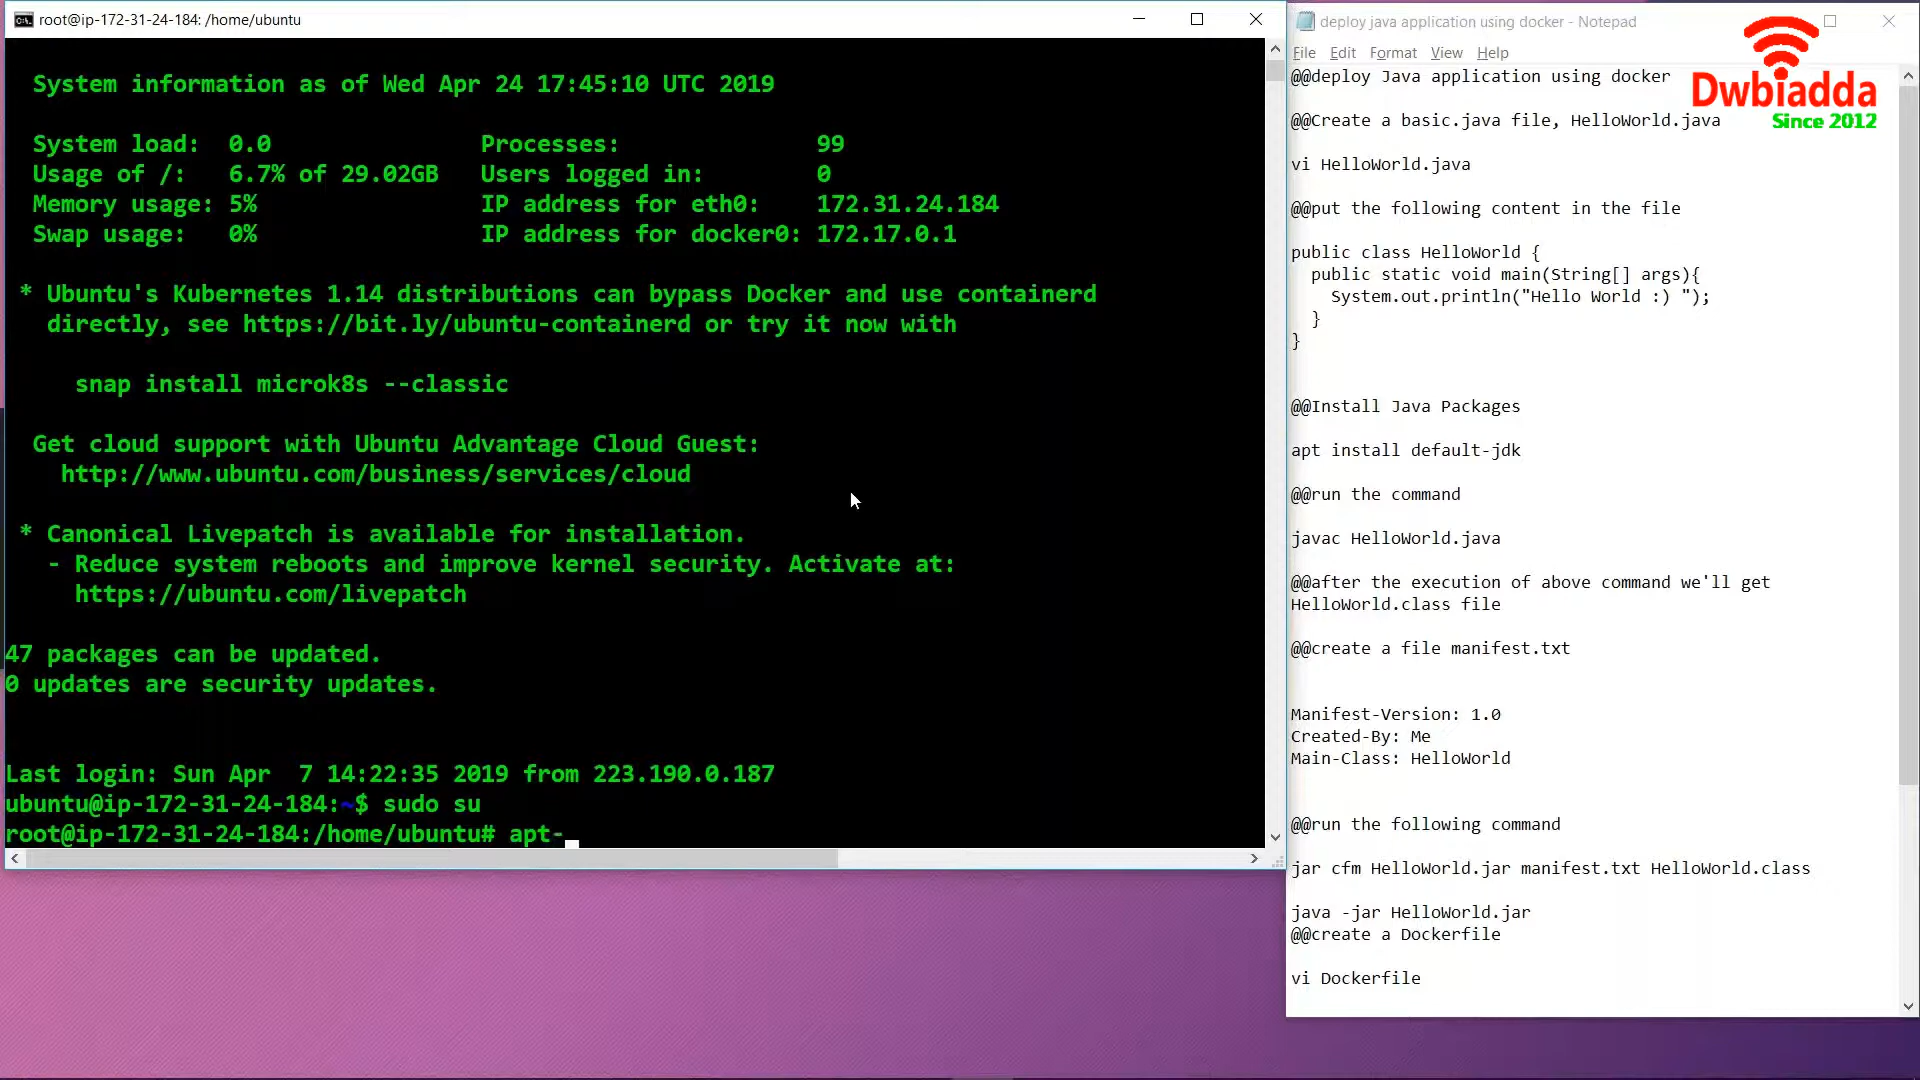 root@ip-172-31-24-184: /home/ubuntu
System information as of Wed Apr 24 17:45:10 UTC 2019
System load: 0.0 Processes: 99
Usage of /: 6.7% of 29.02GB Users logged in: 0
Memory usage: 5% IP address for eth0: 172.31.24.184
Swap usage: 0% IP address for docker0: 172.17.0.1
* Ubuntu's Kubernetes 1.14 distributions can bypass Docker and use containerd
directly, see https://bit.ly/ubuntu-containerd or try it now with
snap install microk8s --classic
Get cloud support with Ubuntu Advantage Cloud Guest:
http://www.ubuntu.com/business/services/cloud
* Canonical Livepatch is available for installation.
- Reduce system reboots and improve kernel security. Activate at:
https://ubuntu.com/livepatch
47 packages can be updated.
0 updates are security updates.
Last login: Sun Apr 7 14:22:35 2019 from 223.190.0.187
ubuntu@ip-172-31-24-184:~$ sudo su
root@ip-172-31-24-184:/home/ubuntu# apt-
deploy java application using docker - Notepad
File Edit Format View Help
@@deploy Java application using docker
@@Create a basic.java file, HelloWorld.java
vi HelloWorld.java
@@put the following content in the file
public class HelloWorld {
public static void main(String[] args){
System.out.println("Hello World :) ");
}
}
@@Install Java Packages
apt install default-jdk
@@run the command
javac HelloWorld.java
@@after the execution of above command we'll get
HelloWorld.class file
@@create a file manifest.txt
Manifest-Version: 1.0
Created-By: Me
Main-Class: HelloWorld
@@run the following command
jar cfm HelloWorld.jar manifest.txt HelloWorld.class
java -jar HelloWorld.jar
@@create a Dockerfile
vi Dockerfile
Dwbiadda
Since 2012